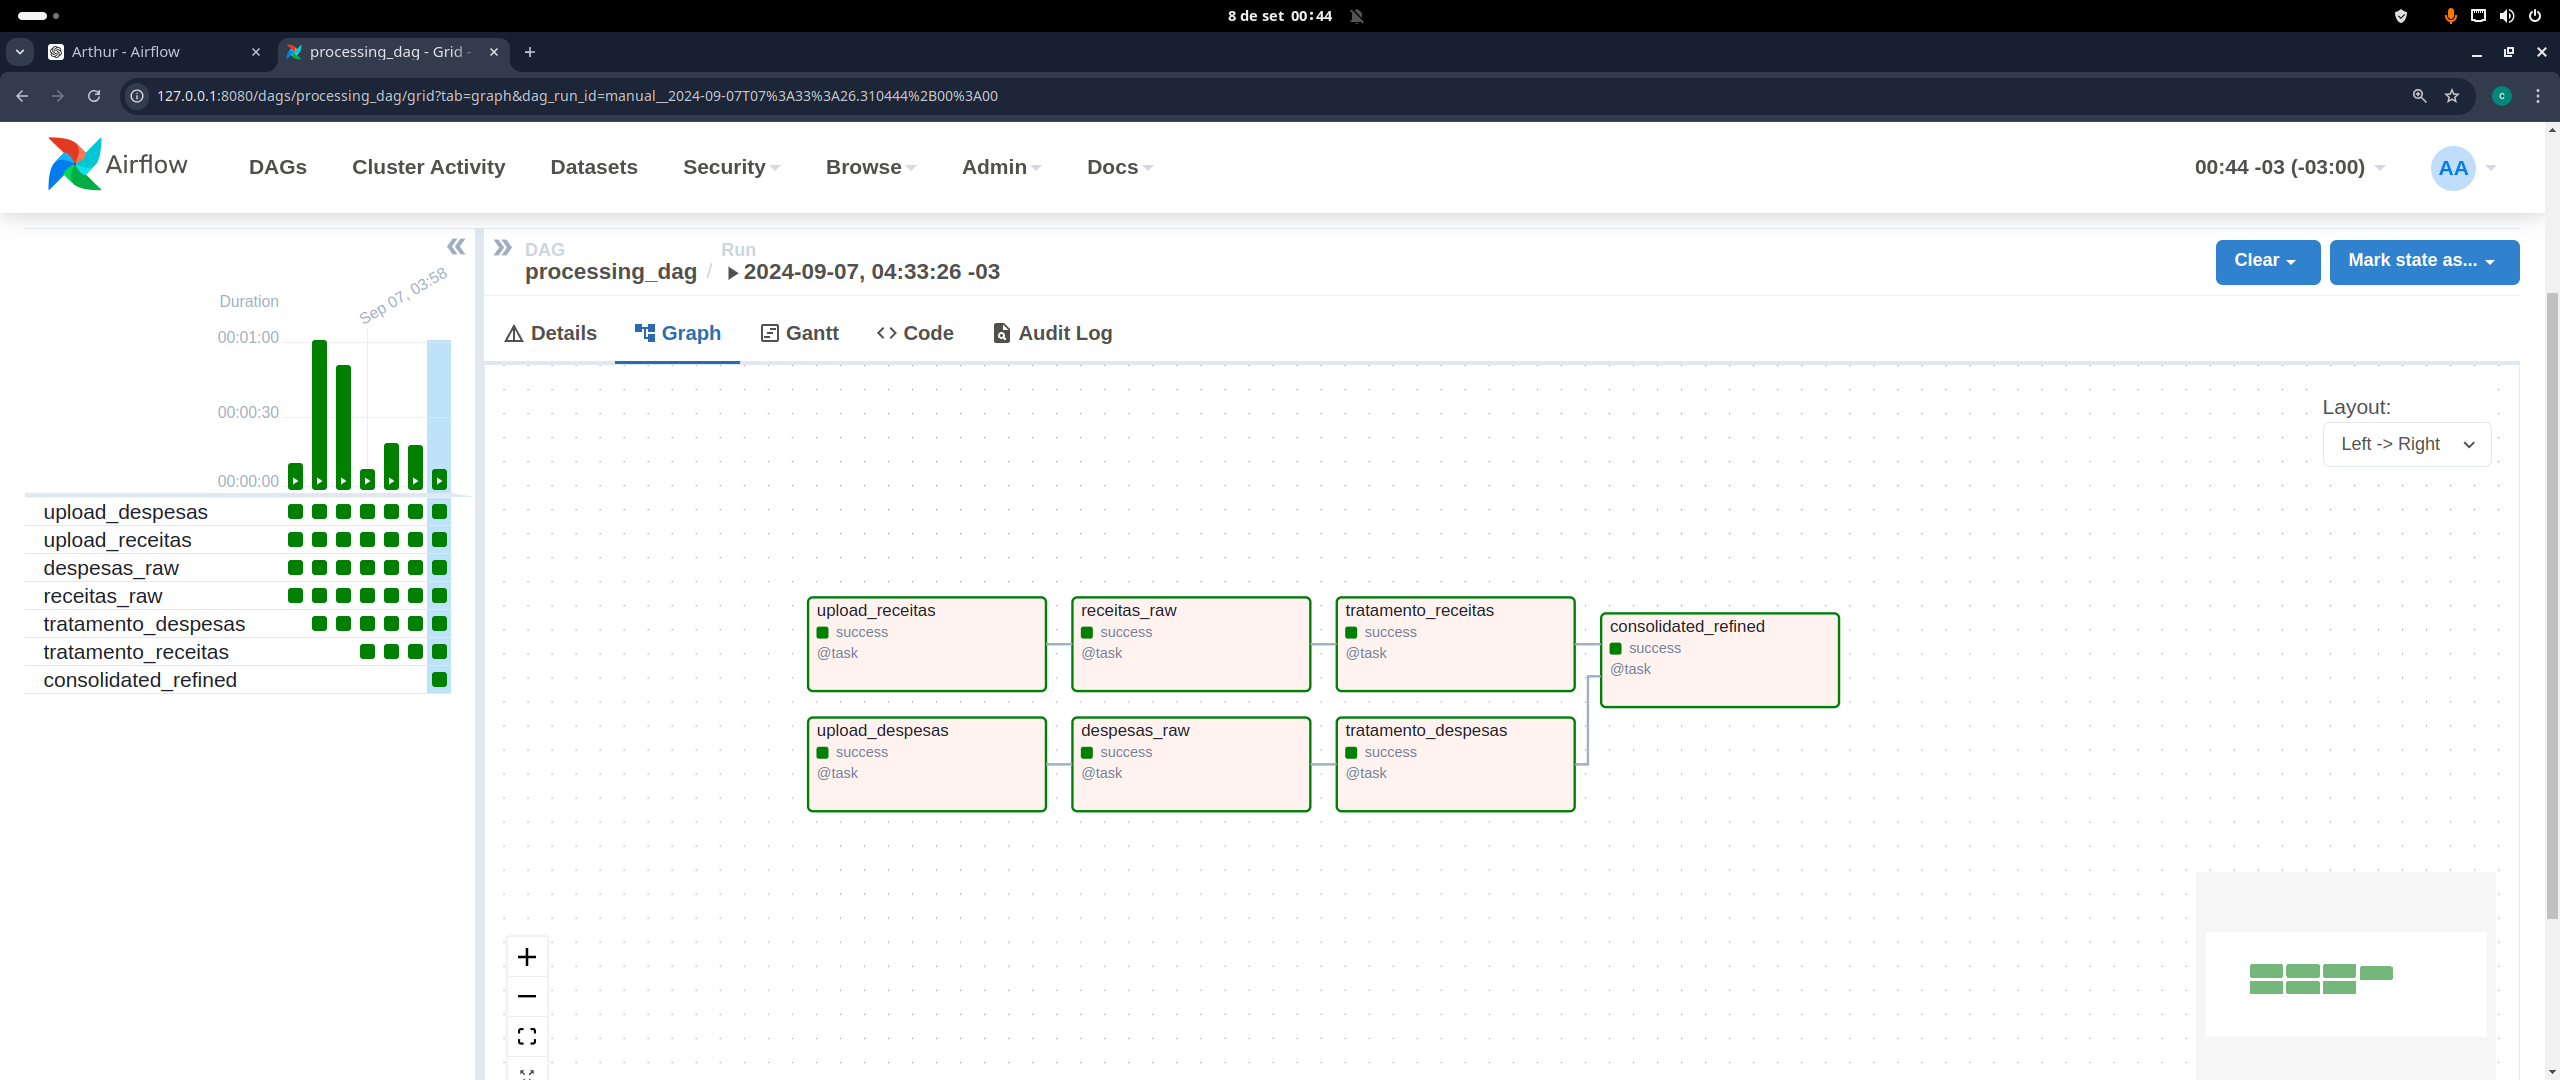 8 de set 00:44
Arthur - Airflow
processing_dag - Grid -
127.0.0.1:8080/dags/processing_dag/grid?tab=graph&dag_run_id=manual__2024-09-07T07%3A33%3A26.310444%2B00%3A00
c
Airflow
DAGs
Cluster Activity
Datasets
Security
Browse
Admin
Docs
00:44 -03 (-03:00)
AA
DAG
processing_dag
/
Run
2024-09-07, 04:33:26 -03
Clear
Mark state as...
Details
Graph
Gantt
Code
Audit Log
Sep 07, 03:58
Duration
00:01:00
00:00:30
00:00:00
upload_despesas
upload_receitas
despesas_raw
receitas_raw
tratamento_despesas
tratamento_receitas
consolidated_refined
Layout:
Left -> Right
upload_receitas
success
@task
receitas_raw
success
@task
tratamento_receitas
success
@task
consolidated_refined
success
@task
upload_despesas
success
@task
despesas_raw
success
@task
tratamento_despesas
success
@task